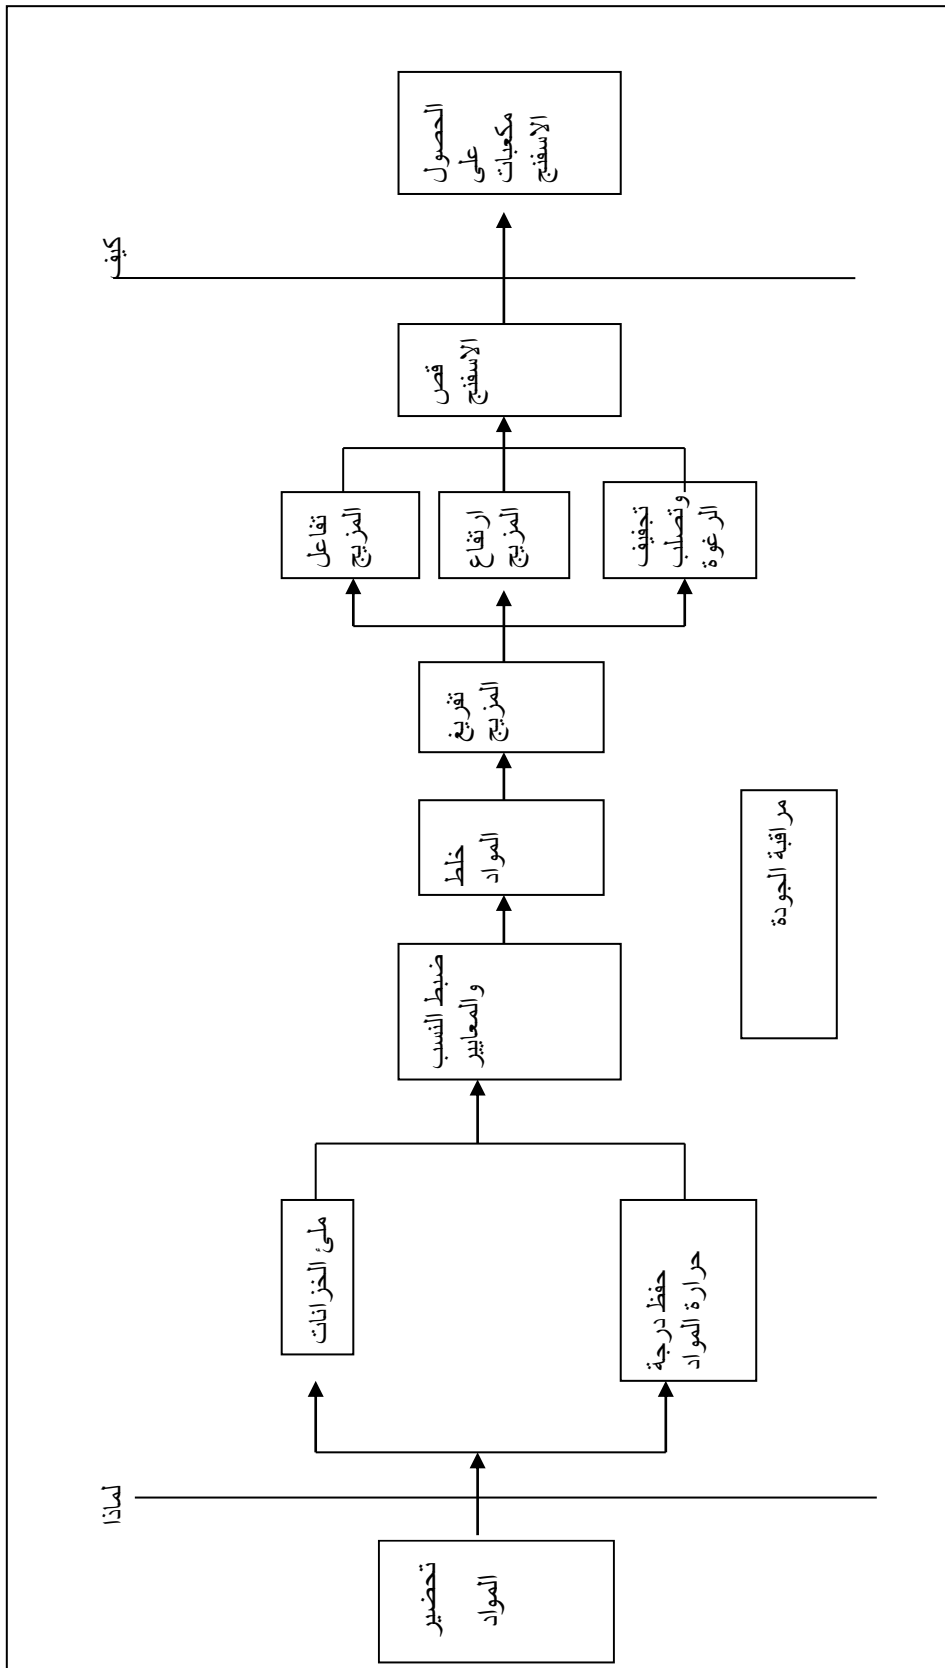 كيف
لماذا
الحصول
على
مكعبات
الاسفنج
قص
الاسفنج
تفاعل
المزيج
ارتفاع
المزيج
تجفيف
وتصلب
الرغوة
تفريغ
المزيج
خلط
المواد
ضبط النسب
والمعايير
ملئ الخزانات
حفظ درجة
حرارة المواد
تحضير
المواد
مراقبة الجودة